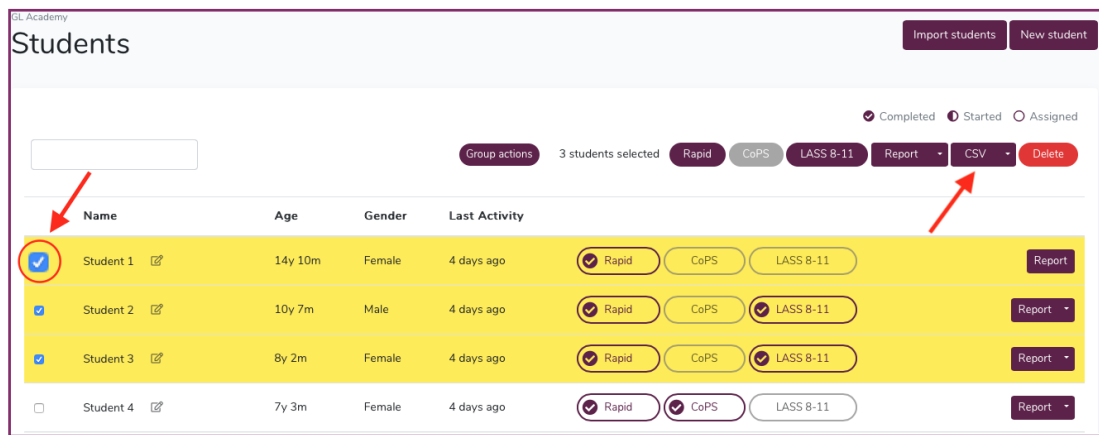 GL Academy
Students
Import students New student
Completed Started Assigned
Group actions 3 students selected Rapid CoPS LASS 8-11 Report CSV Delete
Name Age Gender Last Activity
Student 1 14y 10m Female 4 days ago Rapid CoPS LASS 8-11 Report
Student 2 10y 7m Male 4 days ago Rapid CoPS LASS 8-11 Report
Student 3 8y 2m Female 4 days ago Rapid CoPS LASS 8-11 Report
Student 4 7y 3m Female 4 days ago Rapid CoPS LASS 8-11 Report